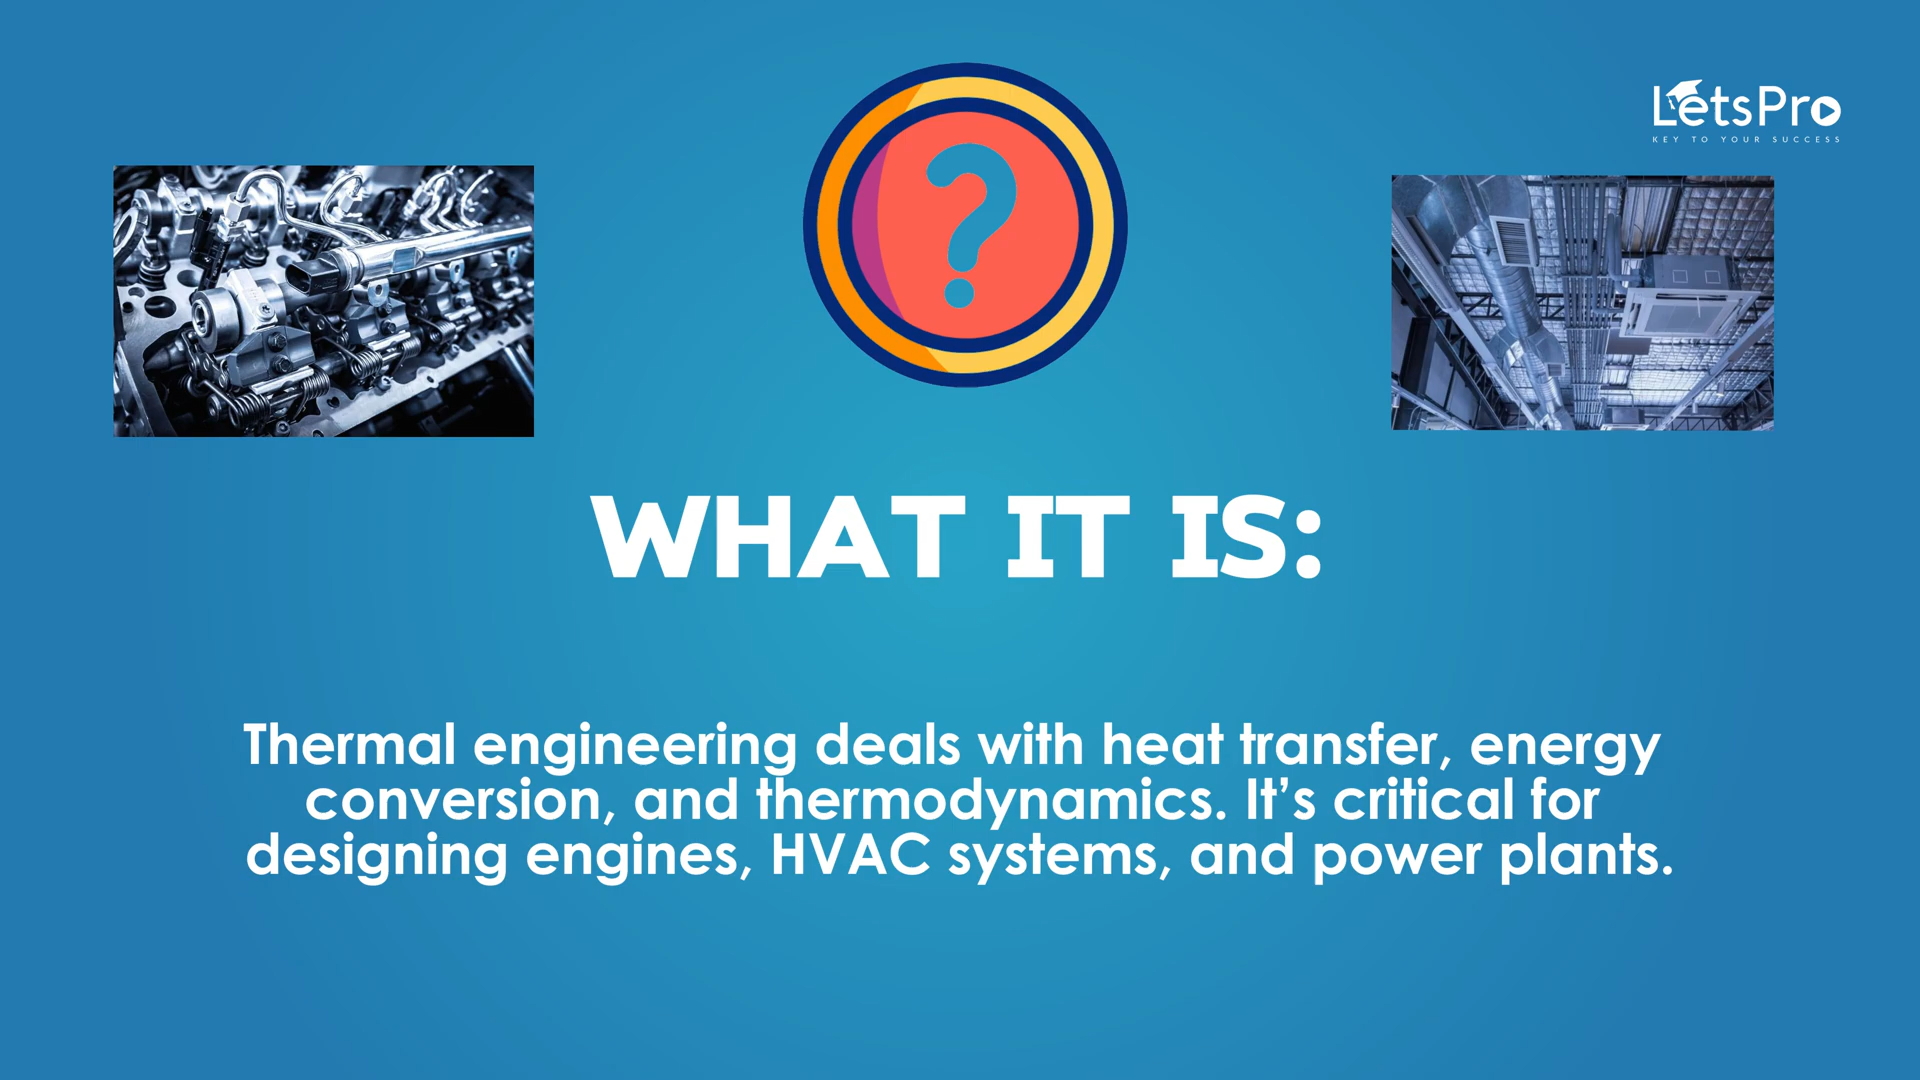 LetsPro
KEY TO YOUR SUCCESS
WHAT IT IS:
Thermal engineering deals with heat transfer, energy
conversion, and thermodynamics. It’s critical for
designing engines, HVAC systems, and power plants.